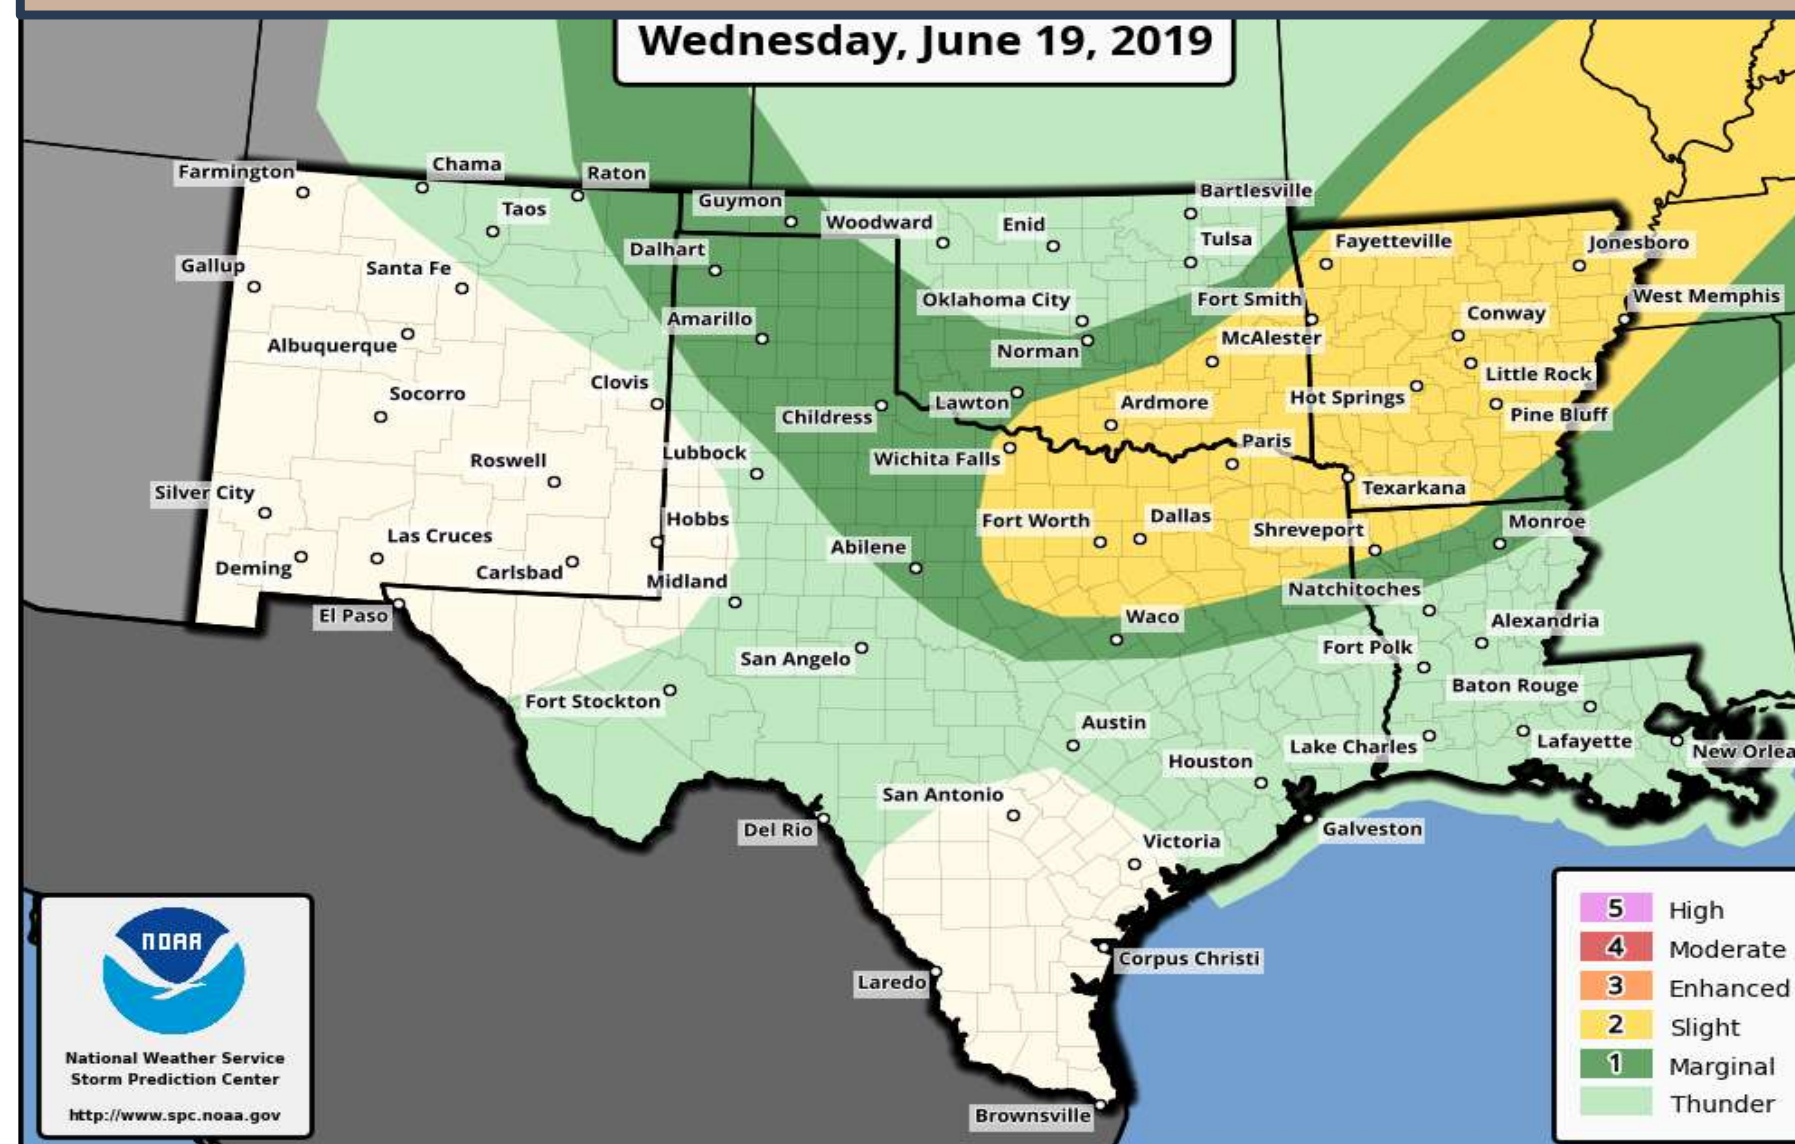 Wednesday, June 19, 2019
Farmington
Chama
Raton
Taos
Guymon
Woodward
Enid
Bartlesville
Tulsa
Fayetteville
Jonesboro
Gallup
Santa Fe
Dalhart
Albuquerque
Amarillo
Oklahoma City
Fort Smith
Conway
West Memphis
Norman
McAlester
Little Rock
Socorro
Clovis
Childress
Lawton
Ardmore
Hot Springs
Pine Bluff
Roswell
Lubbock
Wichita Falls
Paris
Texarkana
Silver City
Las Cruces
Hobbs
Fort Worth
Dallas
Shreveport
Monroe
Deming
Carlsbad
Midland
Abilene
Natchitoches
El Paso
Waco
Alexandria
San Angelo
Fort Polk
Fort Stockton
Baton Rouge
Austin
Houston
Lake Charles
Lafayette
New Orlea
San Antonio
Del Rio
Victoria
Galveston
Corpus Christi
Laredo
Brownsville
NOAA
National Weather Service
Storm Prediction Center
http://www.spc.noaa.gov
5 High
4 Moderate
3 Enhanced
2 Slight
1 Marginal
Thunder